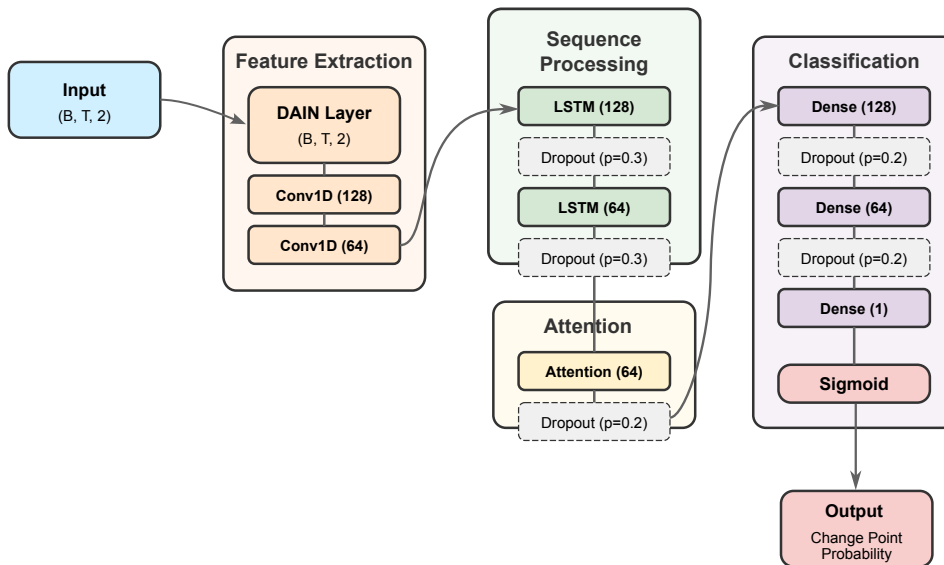 Input
(B, T, 2)
Feature Extraction
DAIN Layer
(B, T, 2)
Conv1D (128)
Conv1D (64)
Sequence
Processing
LSTM (128)
Dropout (p=0.3)
LSTM (64)
Dropout (p=0.3)
Attention
Attention (64)
Dropout (p=0.2)
Classification
Dense (128)
Dropout (p=0.2)
Dense (64)
Dropout (p=0.2)
Dense (1)
Sigmoid
Output
Change Point
Probability